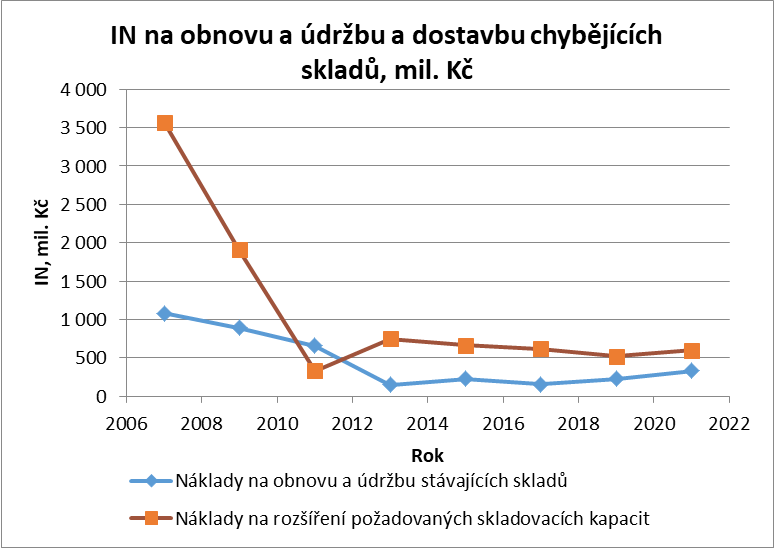 IN na obnovu a údržbu a dostavbu chybějících
skladů, mil. Kč
4 000
3 500
3 000
2 500
2 000
1 500
1 000
500
0
IN, mil. Kč
2006 2008 2010 2012 2014 2016 2018 2020 2022
Rok
Náklady na obnovu a údržbu stávajících skladů
Náklady na rozšíření požadovaných skladovacích kapacit